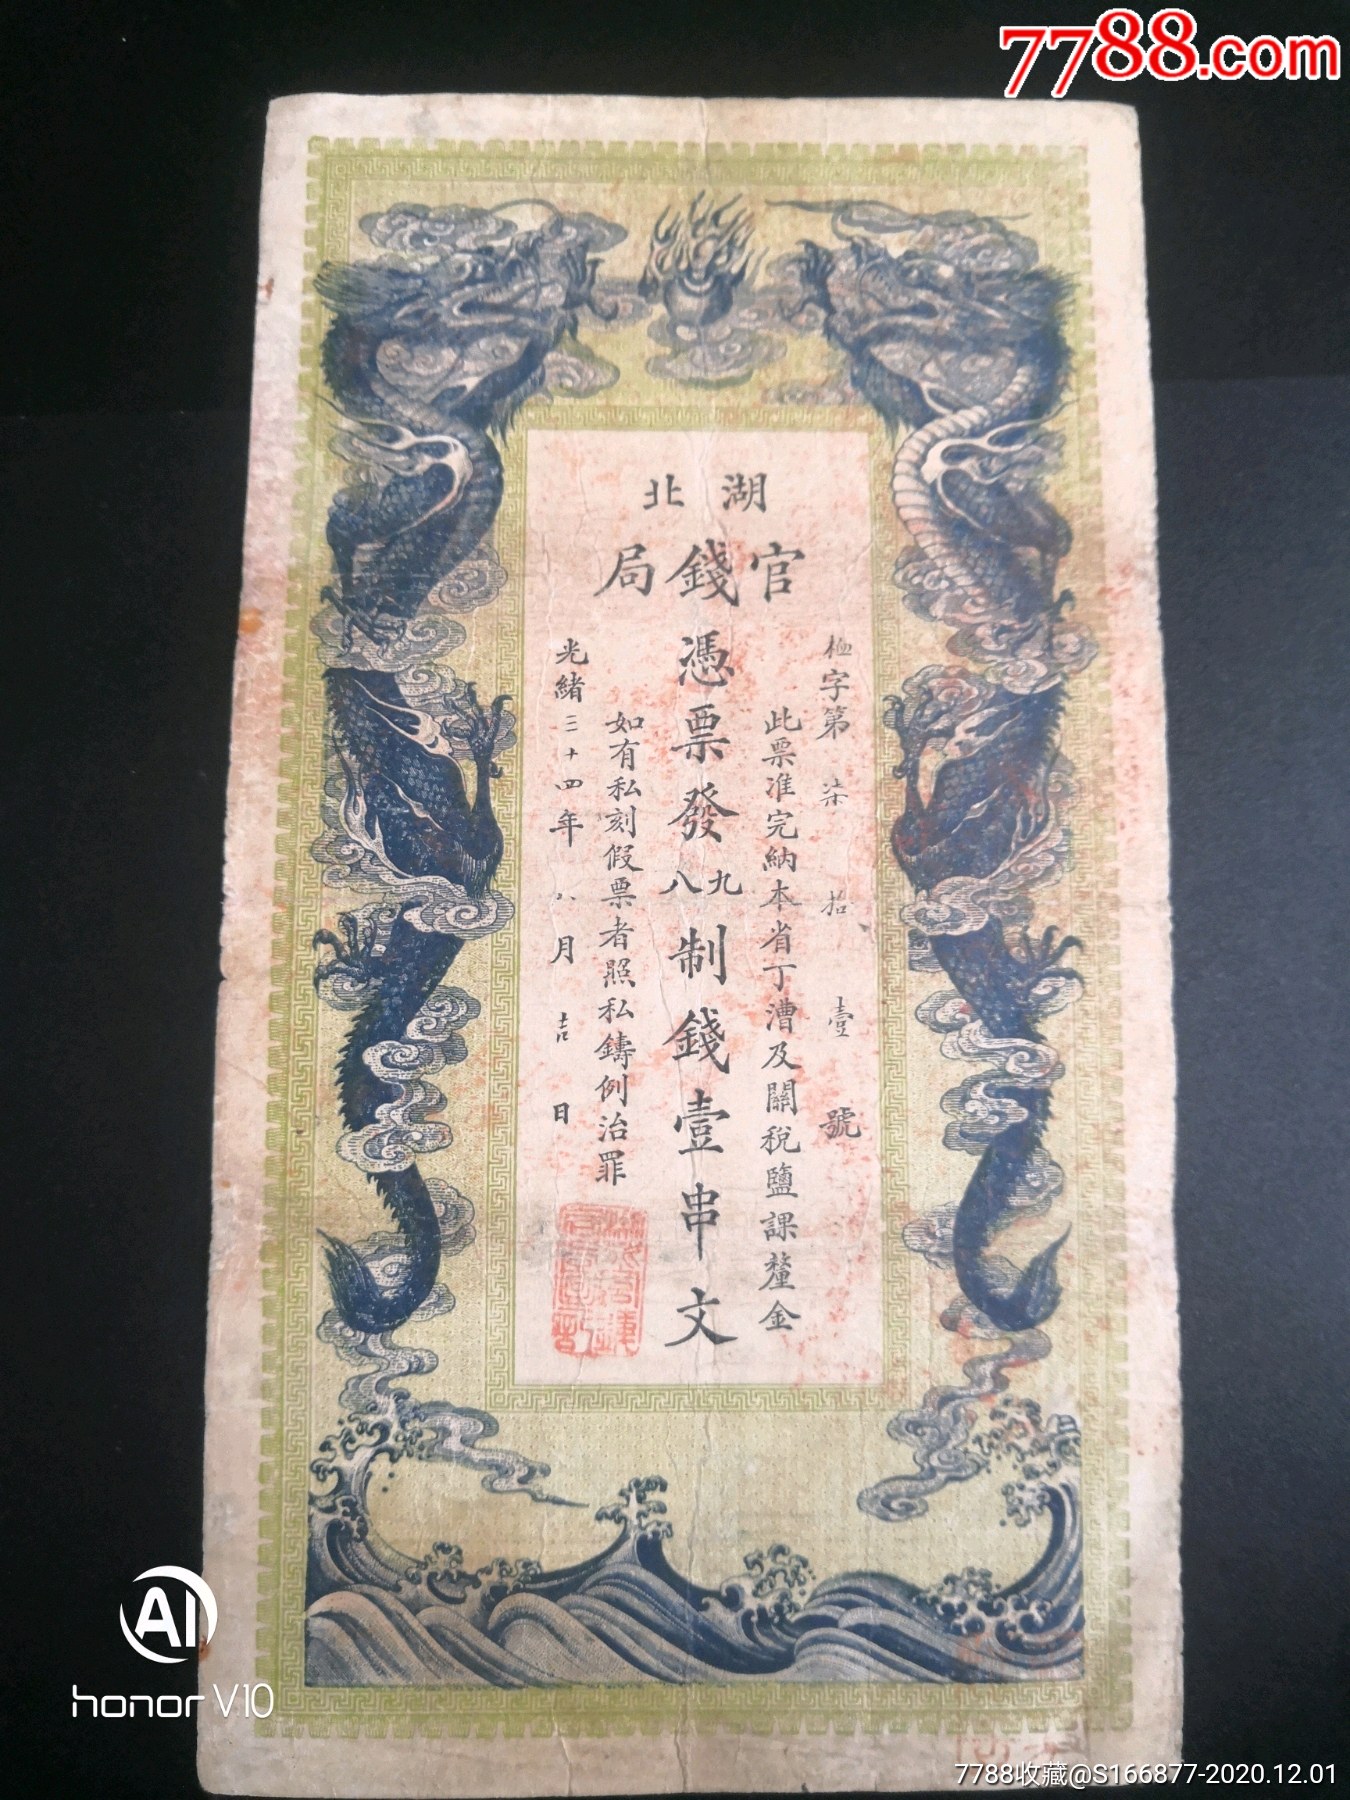 7788.com
湖北
官錢局
憑票發九八制錢壹串文
字第柒拾壹號
此票准完納本省丁漕及關稅鹽課釐金
如有私刻假票者照私鑄例治罪
光緒三十四年八月吉日
AI
honor V10
7788收藏@S166877-2020.12.01